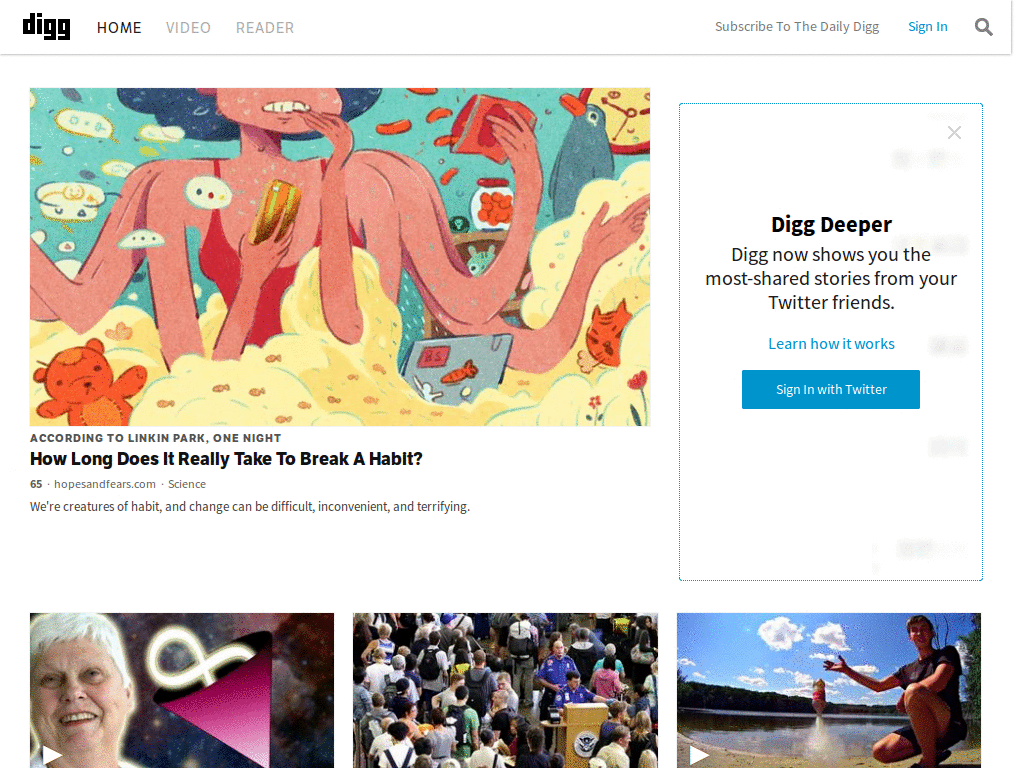 digg HOME VIDEO READER Subscribe To The Daily Digg Sign In
ACCORDING TO LINKIN PARK, ONE NIGHT
How Long Does It Really Take To Break A Habit?
65 · hopesandfears.com · Science
We're creatures of habit, and change can be difficult, inconvenient, and terrifying.
Digg Deeper
Digg now shows you the
most-shared stories from your
Twitter friends.
Learn how it works
Sign In with Twitter